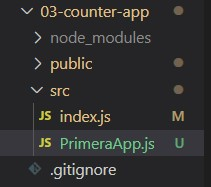 03-counter-app
node_modules
public
src
JS index.js M
JS PrimeraApp.js U
.gitignore